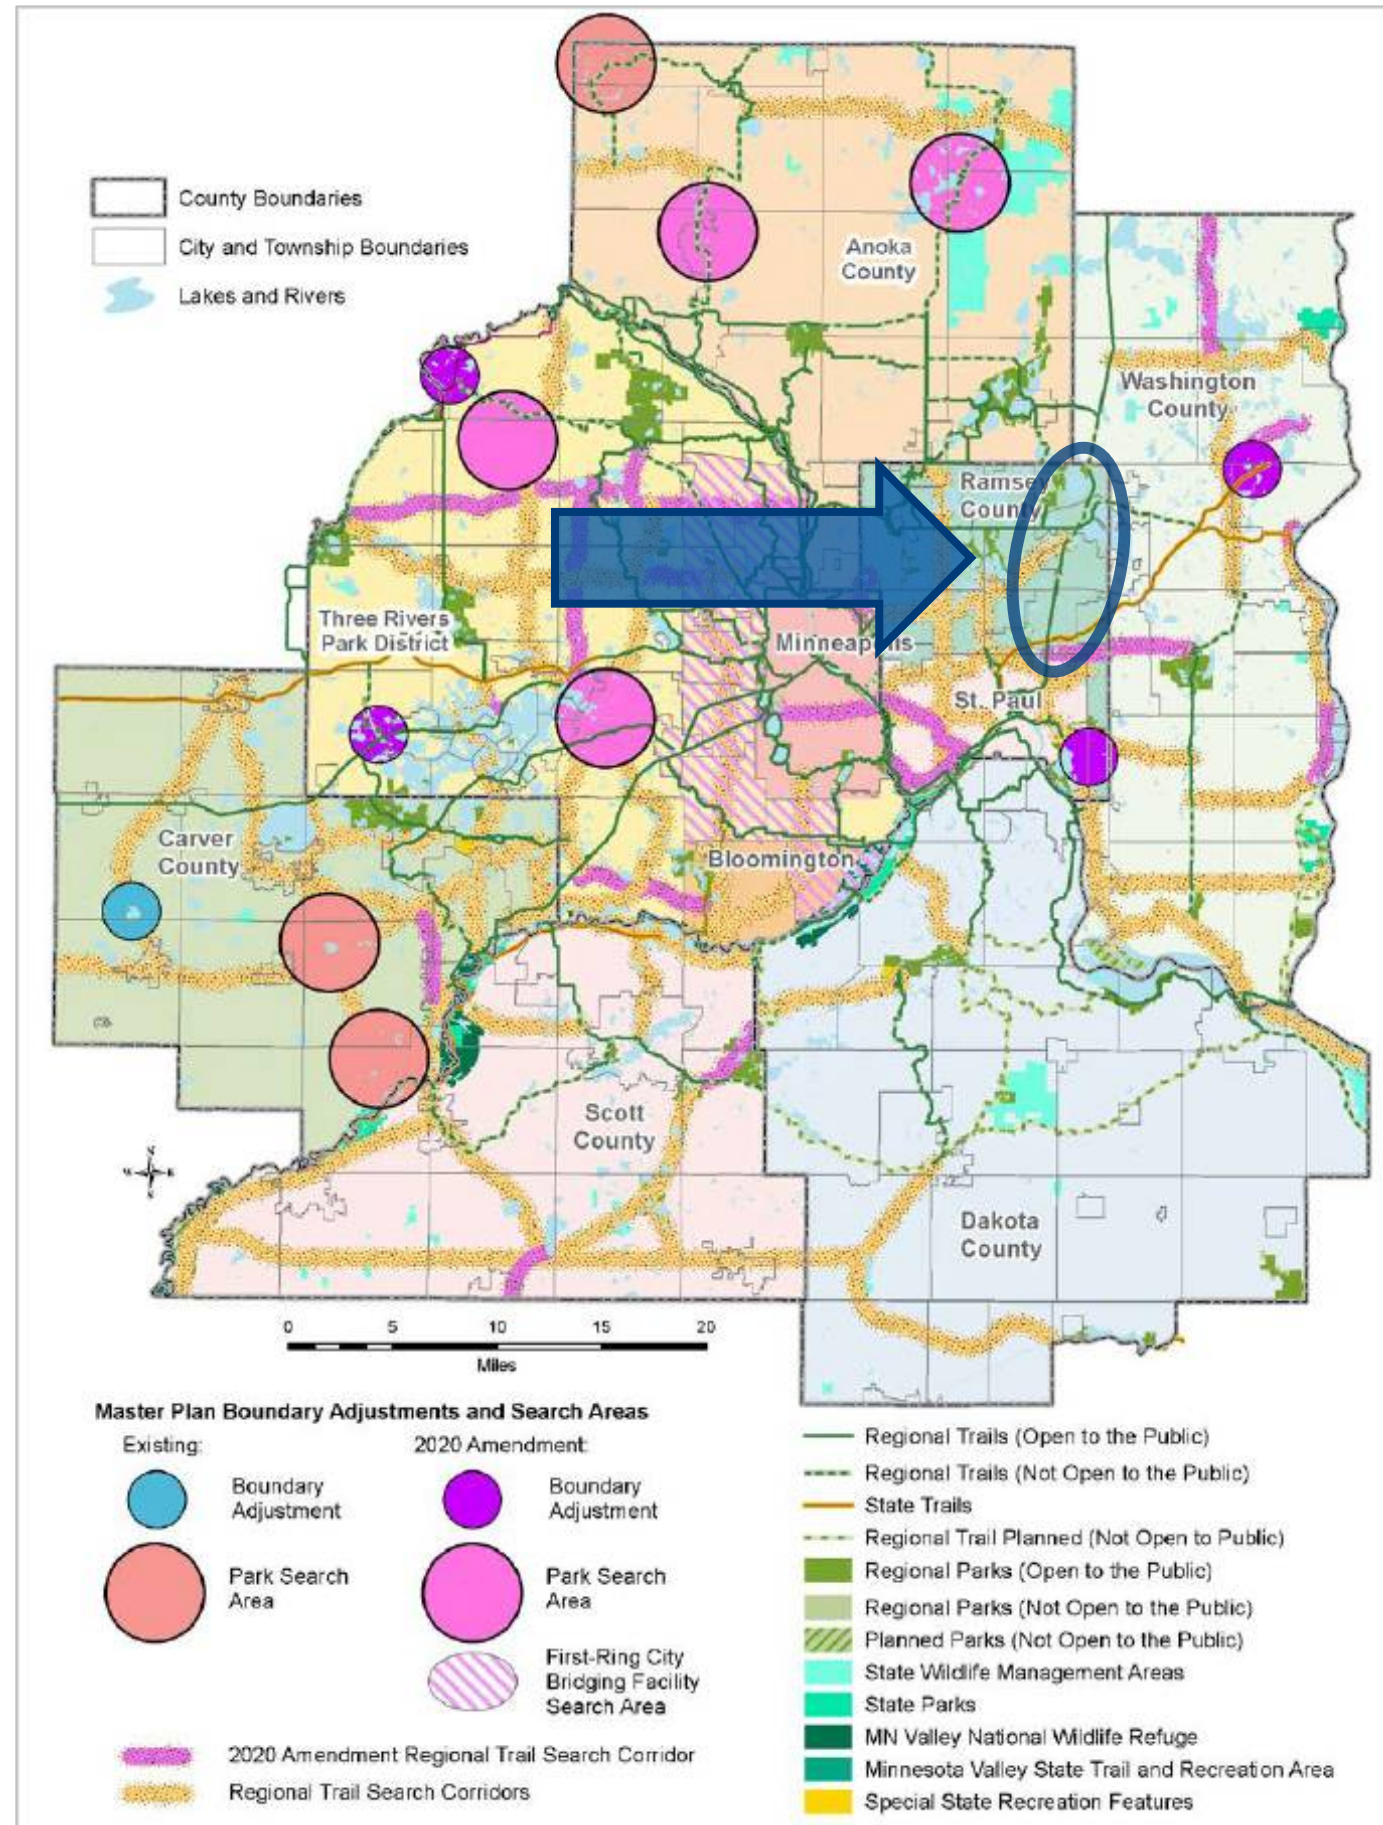 County Boundaries
City and Township Boundaries
Lakes and Rivers
Anoka
County
Washington
County
Ramsey
County
Three Rivers
Park District
Minneapolis
St. Paul
Carver
County
Bloomington
Scott
County
Dakota
County
0 5 10 15 20
Miles
Master Plan Boundary Adjustments and Search Areas
Existing:
Boundary
Adjustment
Park Search
Area
2020 Amendment:
Boundary
Adjustment
Park Search
Area
First-Ring City
Bridging Facility
Search Area
2020 Amendment Regional Trail Search Corridor
Regional Trail Search Corridors
Regional Trails (Open to the Public)
Regional Trails (Not Open to the Public)
State Trails
Regional Trail Planned (Not Open to Public)
Regional Parks (Open to the Public)
Regional Parks (Not Open to the Public)
Planned Parks (Not Open to the Public)
State Wildlife Management Areas
State Parks
MN Valley National Wildlife Refuge
Minnesota Valley State Trail and Recreation Area
Special State Recreation Features